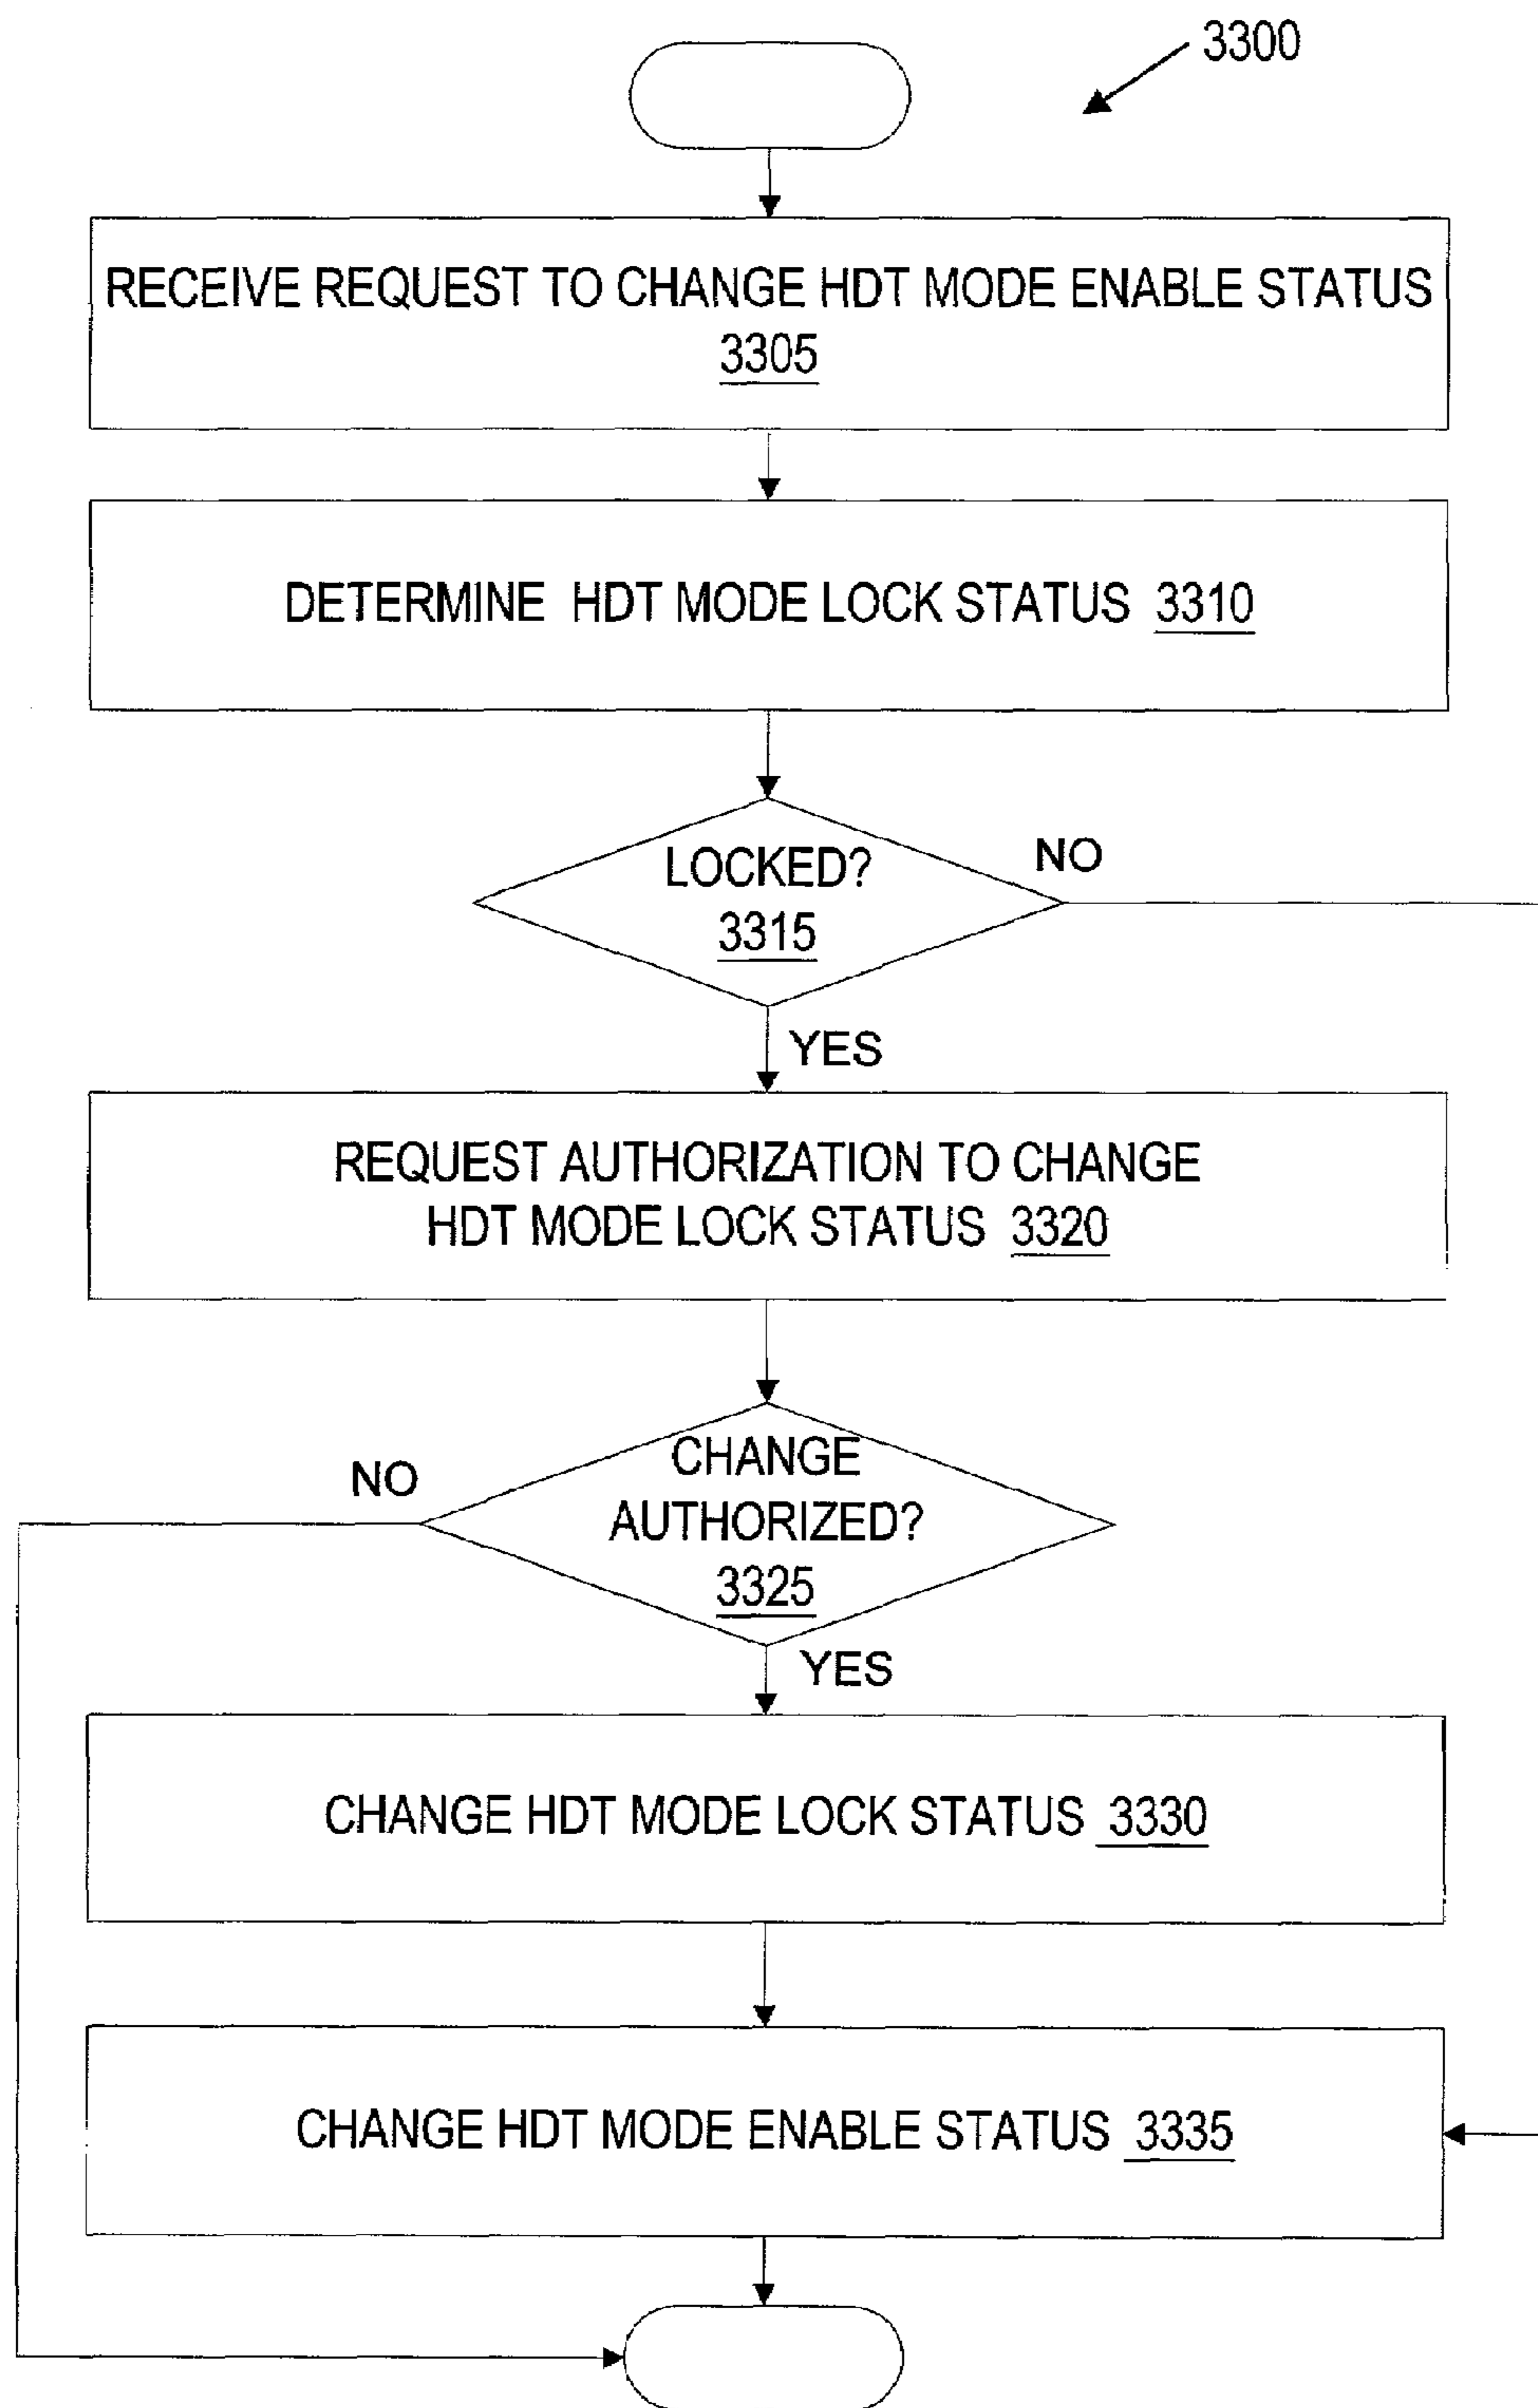 3300
RECEIVE REQUEST TO CHANGE HDT MODE ENABLE STATUS
3305
DETERMINE HDT MODE LOCK STATUS 3310
LOCKED?
3315
NO
YES
REQUEST AUTHORIZATION TO CHANGE
HDT MODE LOCK STATUS 3320
CHANGE
AUTHORIZED?
3325
NO
YES
CHANGE HDT MODE LOCK STATUS 3330
CHANGE HDT MODE ENABLE STATUS 3335